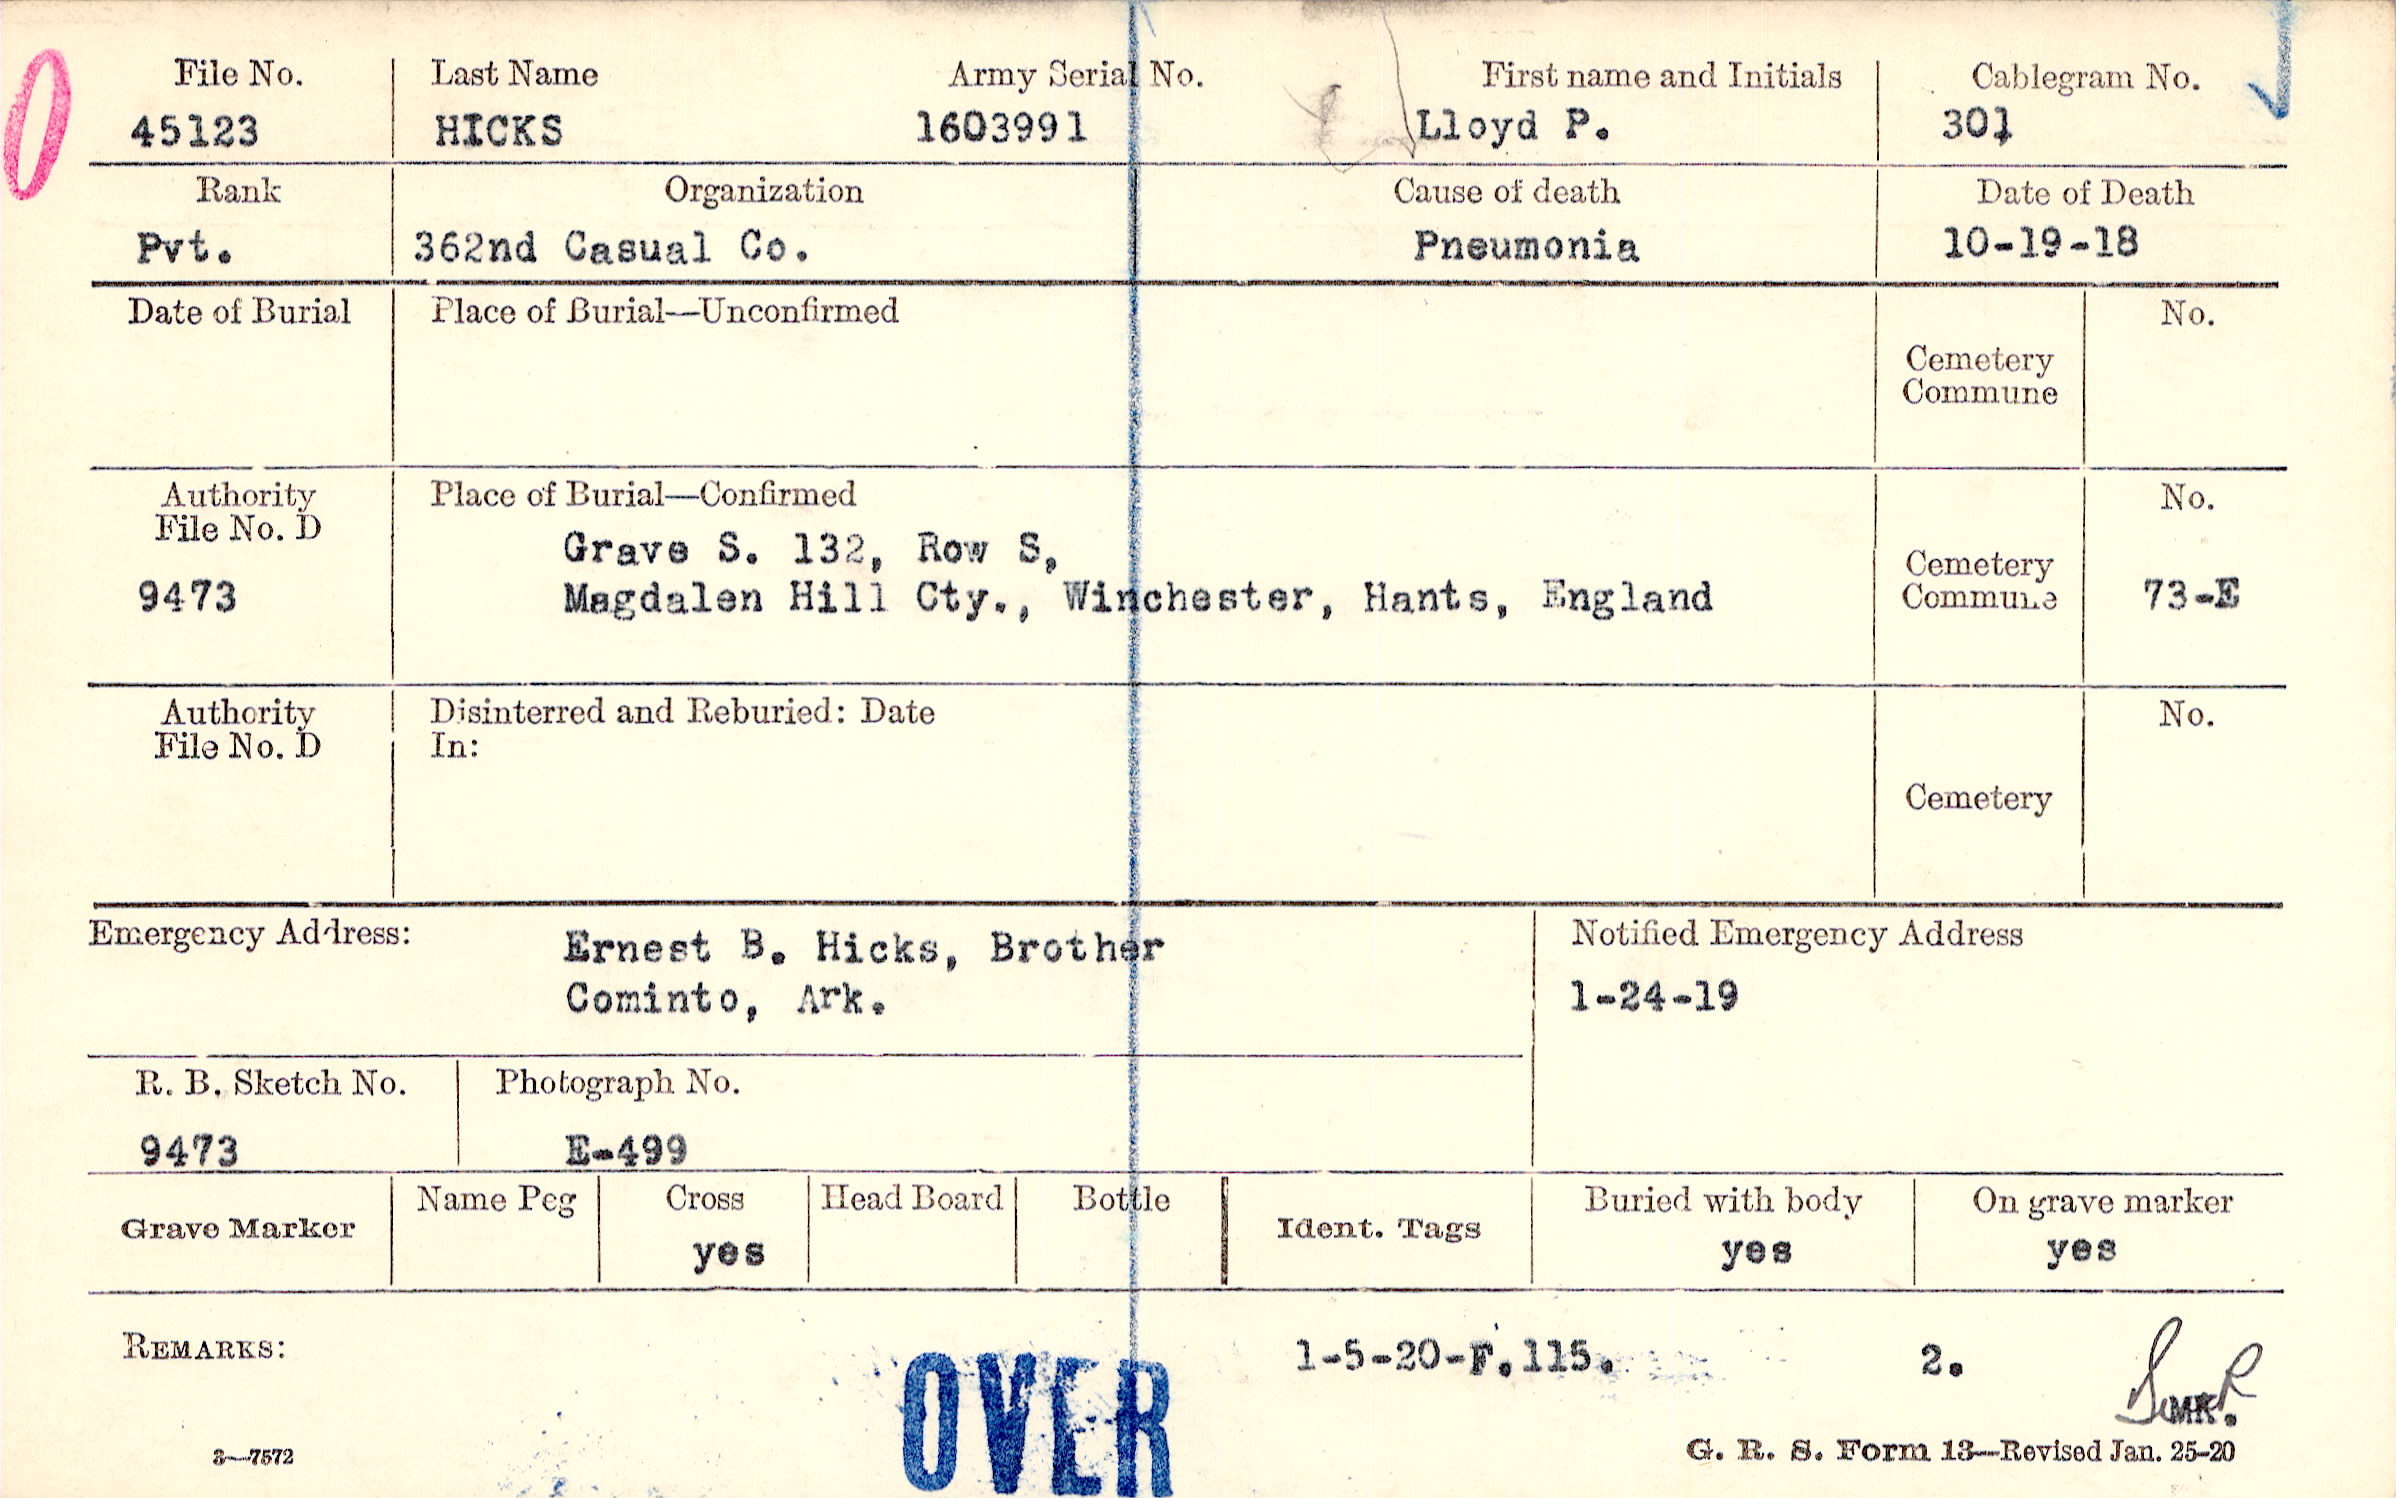 File No. Last Name Army Serial No. First name and Initials Cablegram No.
45123 HICKS 1603991 Lloyd P. 301
Rank Organization Cause of death Date of Death
Pvt. 362nd Casual Co. Pneumonia 10-19-18
Date of Burial Place of Burial—Unconfirmed No.
Cemetery
Commune
Authority Place of Burial—Confirmed No.
File No. D
Grave S. 132, Row S,
Cemetery
9473 Magdalen Hill Cty., Winchester, Hants, England Commune 73-E
Authority Disinterred and Reburied: Date No.
File No. D In:
Cemetery
Emergency Address: Ernest B. Hicks, Brother Notified Emergency Address
Cominto, Ark. 1-24-19
R. B. Sketch No. Photograph No.
9473 E-499
Grave Marker Name Peg Cross Head Board Bottle Ident. Tags Buried with body On grave marker
yes yes yes
REMARKS: 1-5-20-F.115. 2.
OVER
3—7572 G. R. S. Form 13—Revised Jan. 25-20